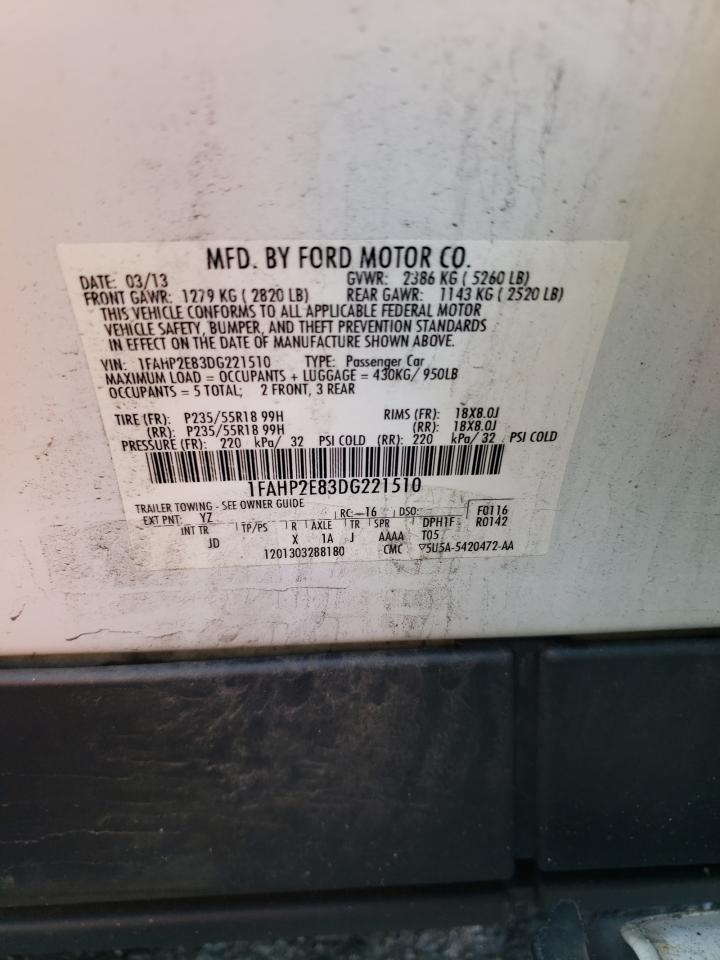 MFD. BY FORD MOTOR CO.
DATE: 03/13 GVWR: 2386 KG ( 5260 LB)
FRONT GAWR: 1279 KG ( 2820 LB) REAR GAWR: 1143 KG ( 2520 LB)
THIS VEHICLE CONFORMS TO ALL APPLICABLE FEDERAL MOTOR
VEHICLE SAFETY, BUMPER, AND THEFT PREVENTION STANDARDS
IN EFFECT ON THE DATE OF MANUFACTURE SHOWN ABOVE.
VIN: 1FAHP2E83DG221510 TYPE: Passenger Car
MAXIMUM LOAD = OCCUPANTS + LUGGAGE = 430KG/ 950LB
OCCUPANTS = 5 TOTAL; 2 FRONT, 3 REAR
TIRE (FR): P235/55R18 99H RIMS (FR): 18X8.0J
(RR): P235/55R18 99H (RR): 18X8.0J
PRESSURE (FR): 220 kPa/ 32 PSI COLD (RR): 220 kPa/ 32 PSI COLD
1FAHP2E83DG221510
TRAILER TOWING - SEE OWNER GUIDE
EXT PNT: YZ RC: 16 DSO: F0116
INT TR TP/PS R AXLE TR SPR DPH1F R0142
JD X 1A J AAAA T05
1201303288180 CMC ▽5U5A-5420472-AA